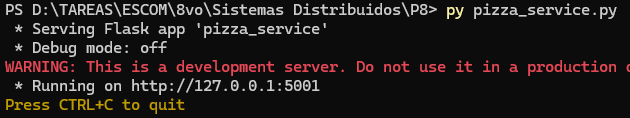 PS D:\TAREAS\ESCOM\8vo\Sistemas Distribuidos\P8> py pizza_service.py
 * Serving Flask app 'pizza_service'
 * Debug mode: off
WARNING: This is a development server. Do not use it in a production
 * Running on http://127.0.0.1:5001
Press CTRL+C to quit